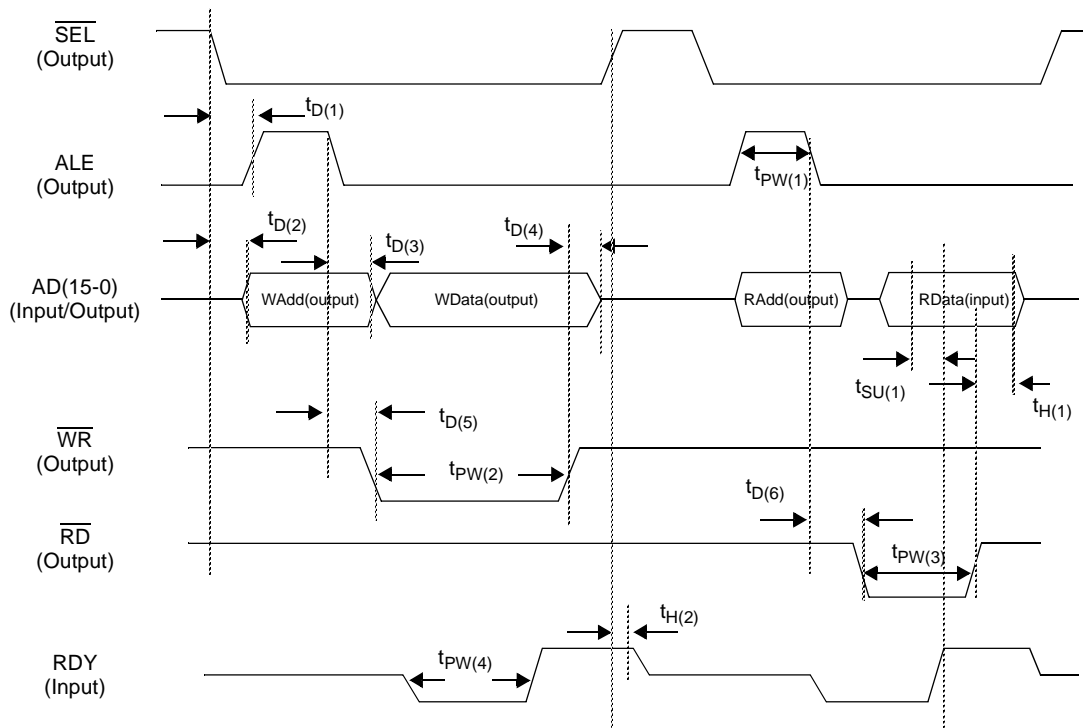 SEL
(Output)
tD(1)
ALE
(Output)
tPW(1)
tD(2)
tD(3)
tD(4)
AD(15-0)
(Input/Output)
WAdd(output)
WData(output)
RAdd(output)
RData(input)
tSU(1)
tH(1)
tD(5)
WR
(Output)
tPW(2)
tD(6)
RD
(Output)
tPW(3)
tH(2)
RDY
(Input)
tPW(4)